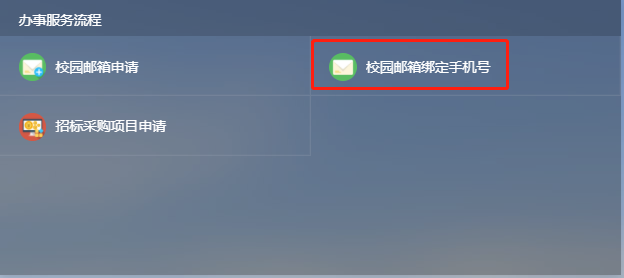 办事服务流程
校园邮箱申请
校园邮箱绑定手机号
招标采购项目申请